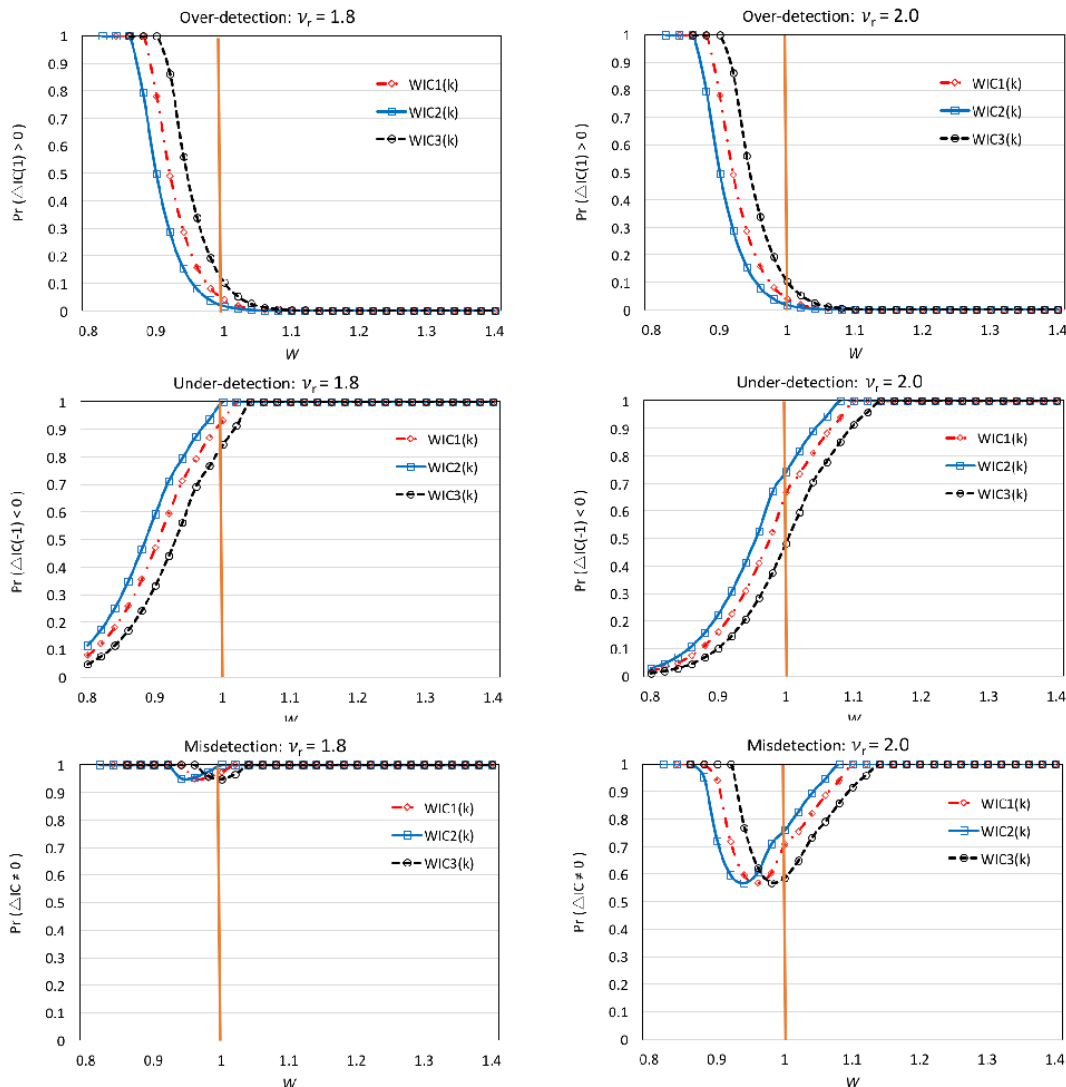 Over-detection: νr = 1.8
1
0.9
0.8
0.7
0.6
0.5
0.4
0.3
0.2
0.1
0
Pr (△IC(1) > 0 )
WIC1(k)
WIC2(k)
WIC3(k)
0.8 0.9 1 1.1 1.2 1.3 1.4
W
Over-detection: νr = 2.0
1
0.9
0.8
0.7
0.6
0.5
0.4
0.3
0.2
0.1
0
Pr (△IC(1) > 0 )
WIC1(k)
WIC2(k)
WIC3(k)
0.8 0.9 1 1.1 1.2 1.3 1.4
W
Under-detection: νr = 1.8
1
0.9
0.8
0.7
0.6
0.5
0.4
0.3
0.2
0.1
0
Pr (△IC(-1) < 0 )
WIC1(k)
WIC2(k)
WIC3(k)
0.8 0.9 1 1.1 1.2 1.3 1.4
W
Under-detection: νr = 2.0
1
0.9
0.8
0.7
0.6
0.5
0.4
0.3
0.2
0.1
0
Pr (△IC(-1) < 0 )
WIC1(k)
WIC2(k)
WIC3(k)
0.8 0.9 1 1.1 1.2 1.3 1.4
W
Misdetection: νr = 1.8
1
0.9
0.8
0.7
0.6
0.5
0.4
0.3
0.2
0.1
0
Pr (△IC ≠ 0 )
WIC1(k)
WIC2(k)
WIC3(k)
0.8 0.9 1 1.1 1.2 1.3 1.4
W
Misdetection: νr = 2.0
1
0.9
0.8
0.7
0.6
0.5
0.4
0.3
0.2
0.1
0
Pr (△IC ≠ 0 )
WIC1(k)
WIC2(k)
WIC3(k)
0.8 0.9 1 1.1 1.2 1.3 1.4
W